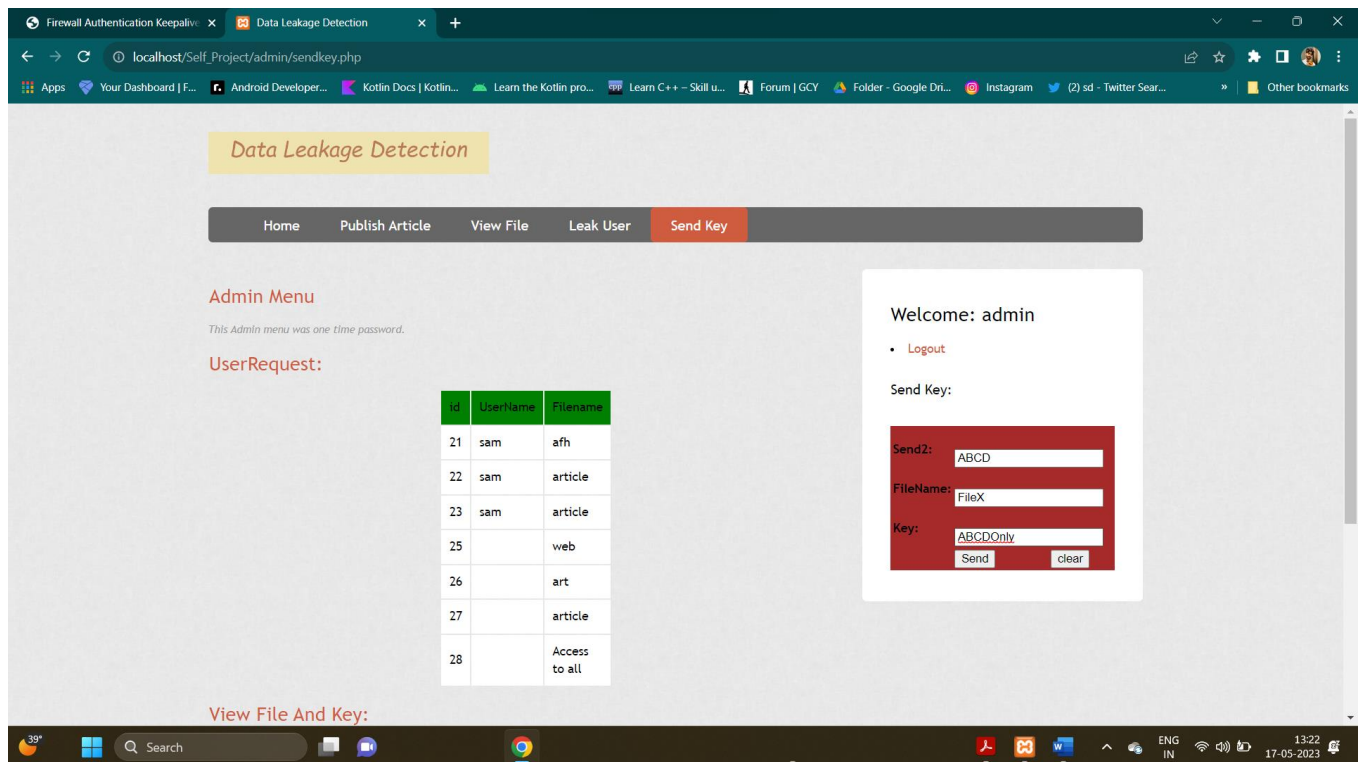 Firewall Authentication Keepalive
Data Leakage Detection
localhost/Self_Project/admin/sendkey.php
Apps
Your Dashboard | F...
Android Developer...
Kotlin Docs | Kotlin...
Learn the Kotlin pro...
cpp
Learn C++ – Skill u...
Forum | GCY
Folder - Google Dri...
Instagram
(2) sd - Twitter Sear...
»
Other bookmarks
Data Leakage Detection
Home Publish Article View File Leak User Send Key
Admin Menu
This Admin menu was one time password.
UserRequest:
id UserName Filename
21 sam afh
22 sam article
23 sam article
25 web
26 art
27 article
28 Access
to all
View File And Key:
Welcome: admin
Logout
Send Key:
Send2: ABCD
FileName: FileX
Key: ABCDOnly
Send clear
39°
Search
ENG
IN
13:22
17-05-2023